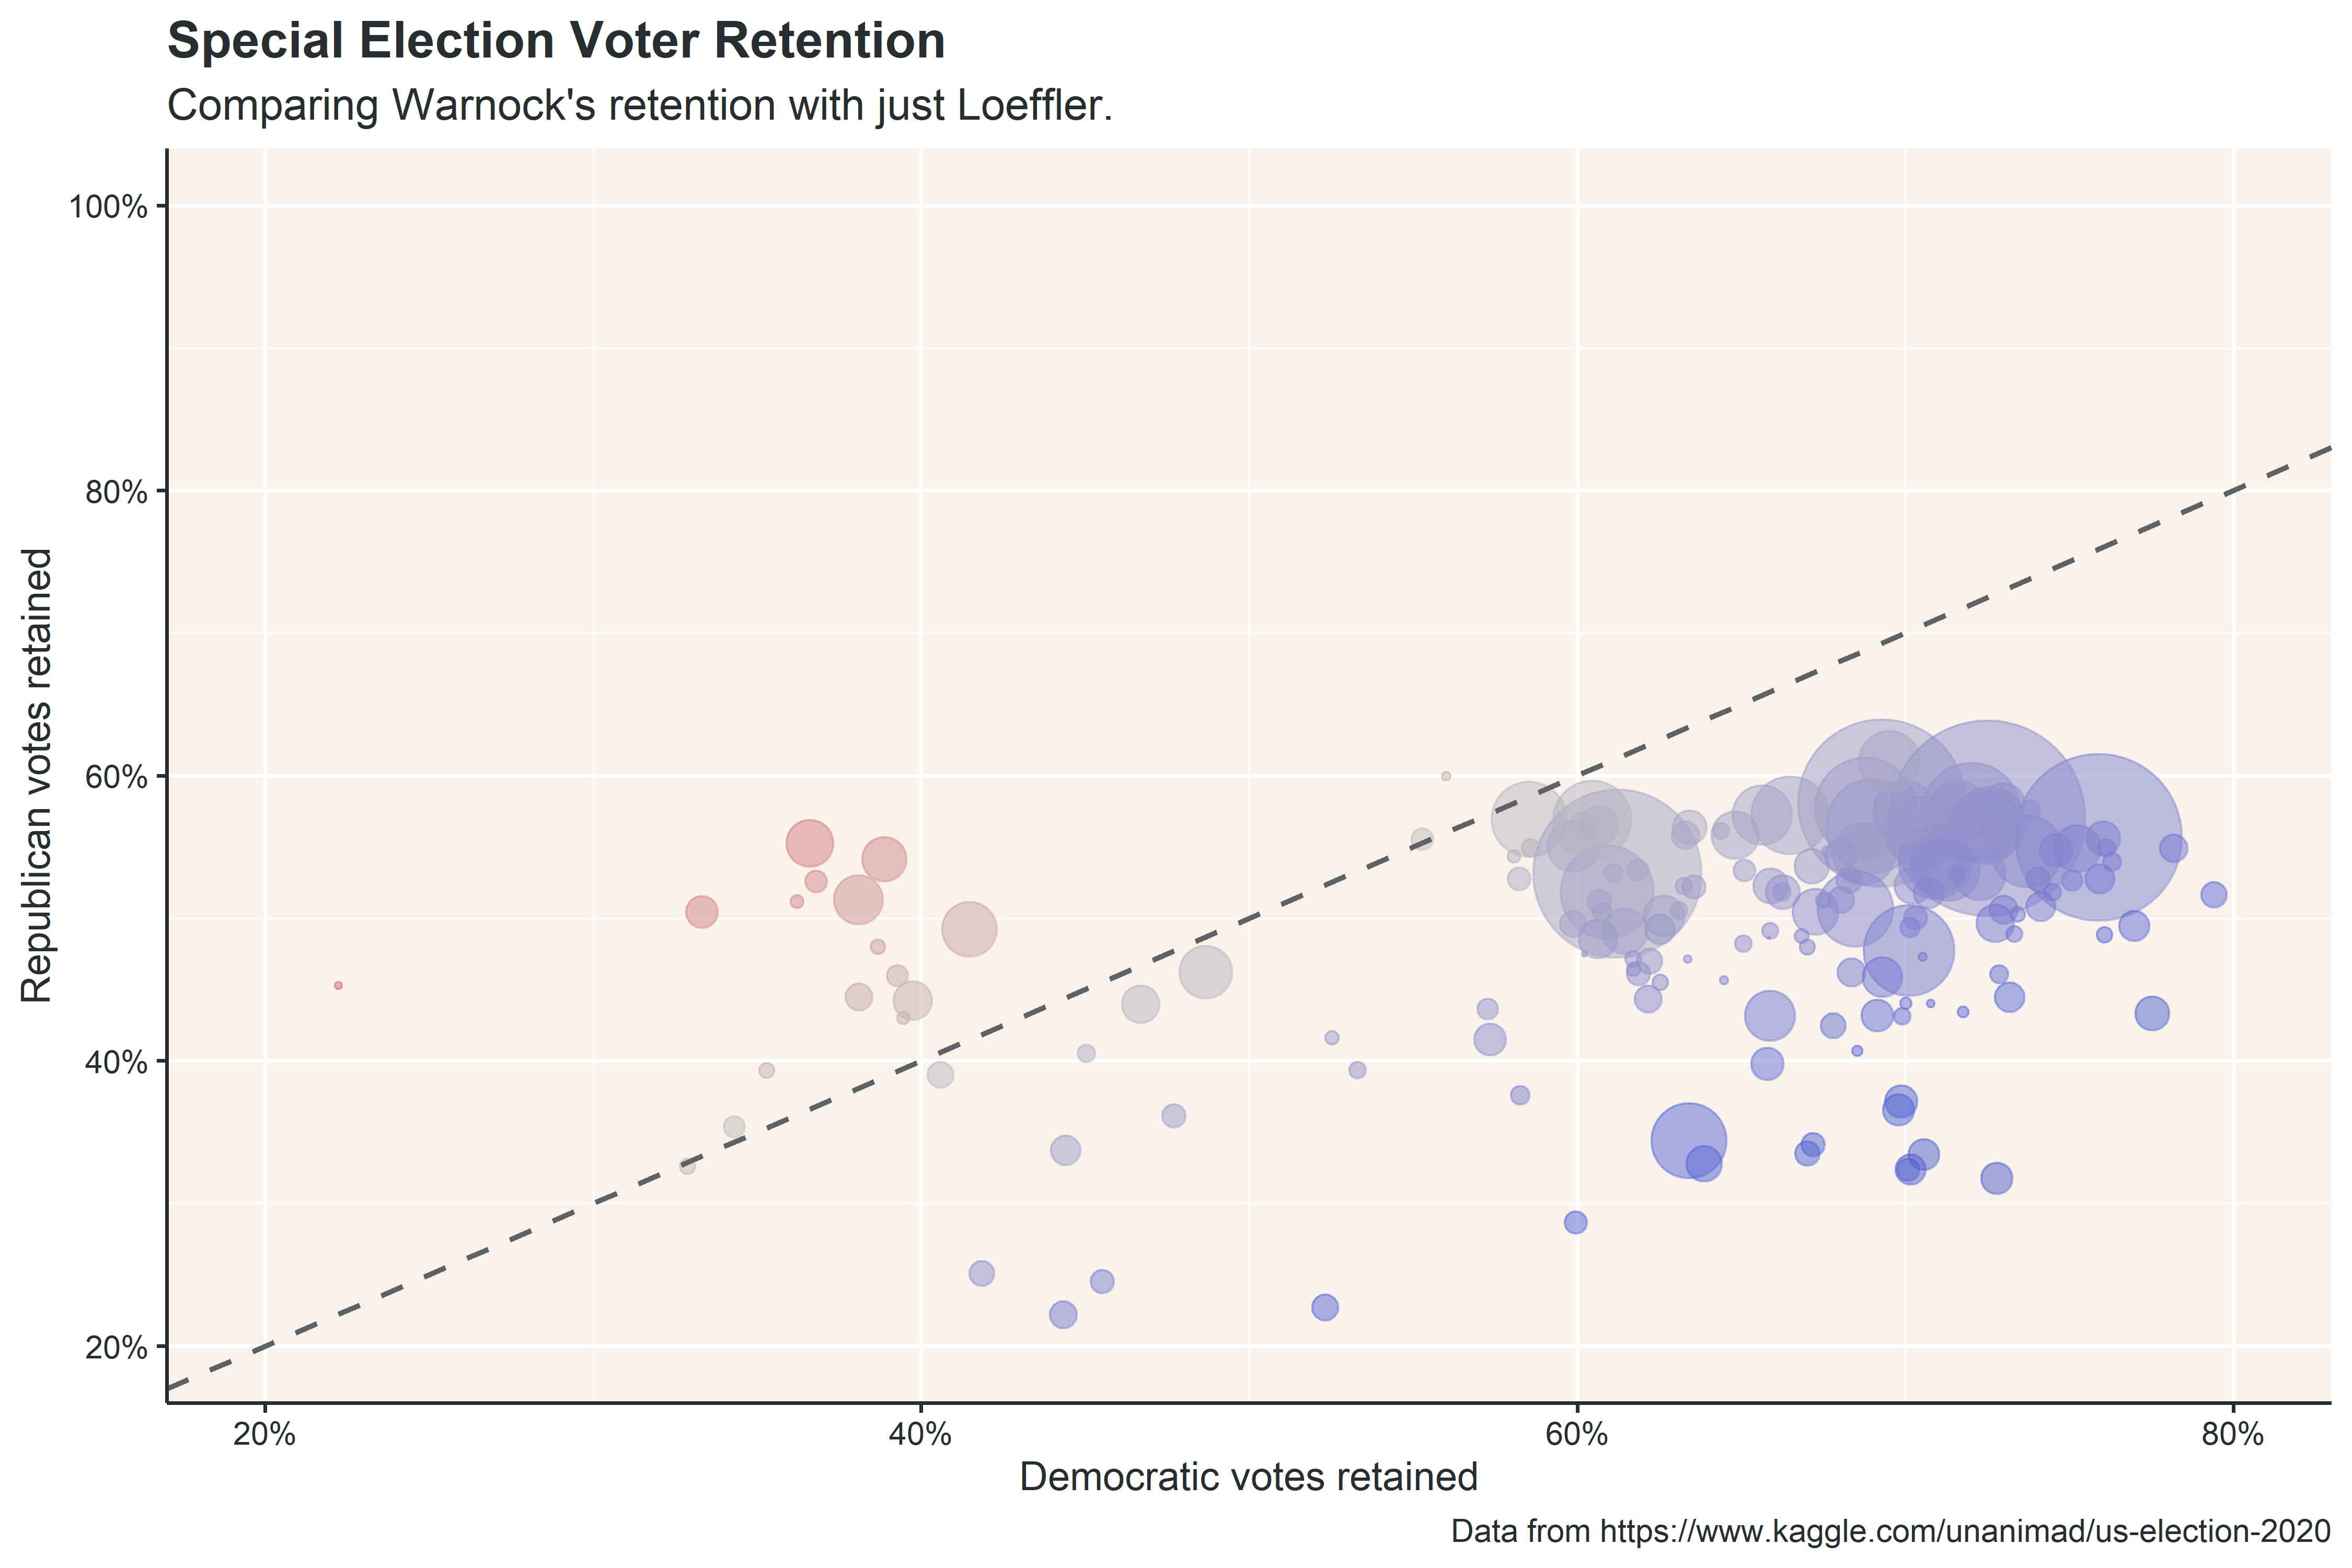 Special Election Voter Retention
Comparing Warnock's retention with just Loeffler.
100%
80%
60%
40%
20%
Republican votes retained
20%
40%
60%
80%
Democratic votes retained
Data from https://www.kaggle.com/unanimad/us-election-2020